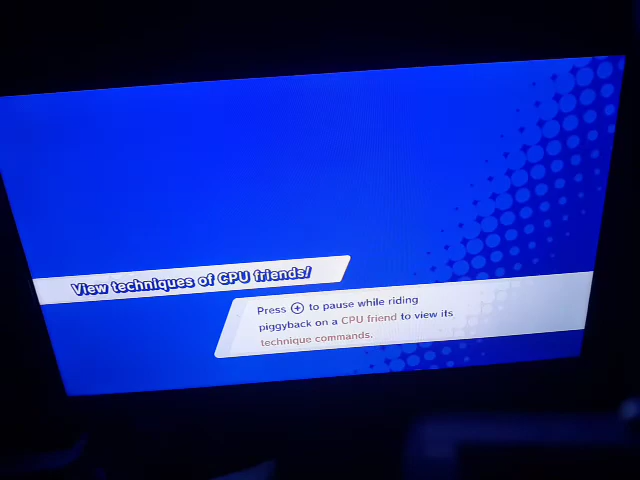 View techniques of CPU friends!
Press ⊕ to pause while riding
piggyback on a CPU friend to view its
technique commands.